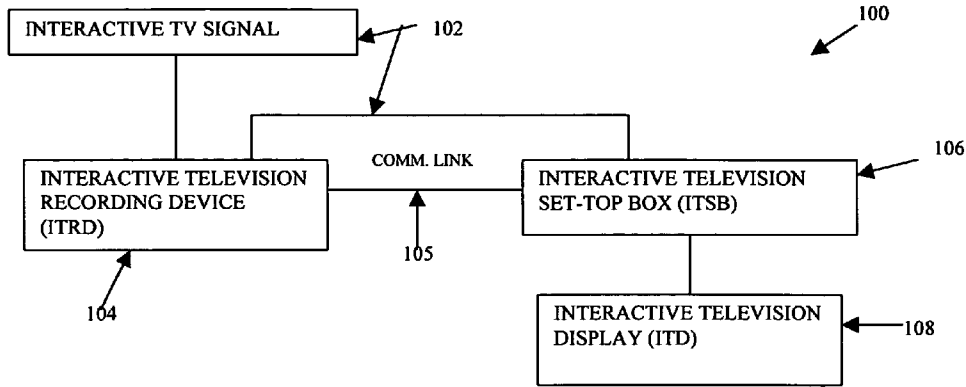 INTERACTIVE TV SIGNAL
102
100
COMM. LINK
106
INTERACTIVE TELEVISION
RECORDING DEVICE
(ITRD)
INTERACTIVE TELEVISION
SET-TOP BOX (ITSB)
105
104
INTERACTIVE TELEVISION
DISPLAY (ITD)
108